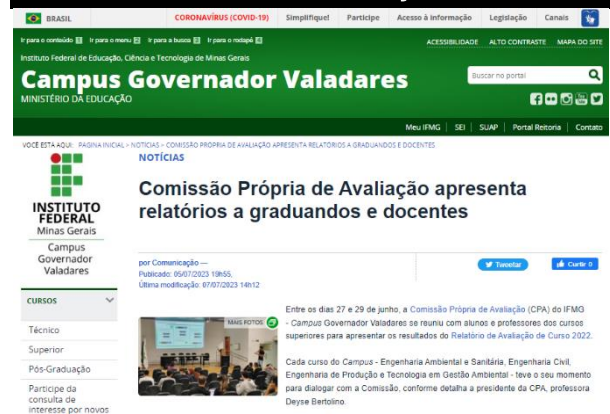 BRASIL
CORONAVÍRUS (COVID-19)
Simplifique!
Participe
Acesso à informação
Legislação
Canais
Ir para o conteúdo 1 Ir para o menu 2 Ir para a busca 3 Ir para o rodapé 4
ACESSIBILIDADE ALTO CONTRASTE MAPA DO SITE
Instituto Federal de Educação, Ciência e Tecnologia de Minas Gerais
Campus Governador Valadares
Buscar no portal
MINISTÉRIO DA EDUCAÇÃO
Meu IFMG | SEI | SUAP | Portal Reitoria | Contato
VOCÊ ESTÁ AQUI: PÁGINA INICIAL > NOTÍCIAS > COMISSÃO PRÓPRIA DE AVALIAÇÃO APRESENTA RELATÓRIOS A GRADUANDOS E DOCENTES
INSTITUTO
FEDERAL
Minas Gerais
Campus
Governador
Valadares
CURSOS
Técnico
Superior
Pós-Graduação
Participe da
consulta de
interesse por novos
NOTÍCIAS
Comissão Própria de Avaliação apresenta
relatórios a graduandos e docentes
por Comunicação —
Publicado: 05/07/2023 19h55,
Última modificação: 07/07/2023 14h12
Tweetar
Curtir 0
MAIS FOTOS
Entre os dias 27 e 29 de junho, a Comissão Própria de Avaliação (CPA) do IFMG
- Campus Governador Valadares se reuniu com alunos e professores dos cursos
superiores para apresentar os resultados do Relatório de Avaliação de Curso 2022.
Cada curso do Campus - Engenharia Ambiental e Sanitária, Engenharia Civil,
Engenharia de Produção e Tecnologia em Gestão Ambiental - teve o seu momento
para dialogar com a Comissão, conforme detalha a presidente da CPA, professora
Deyse Bertolino.